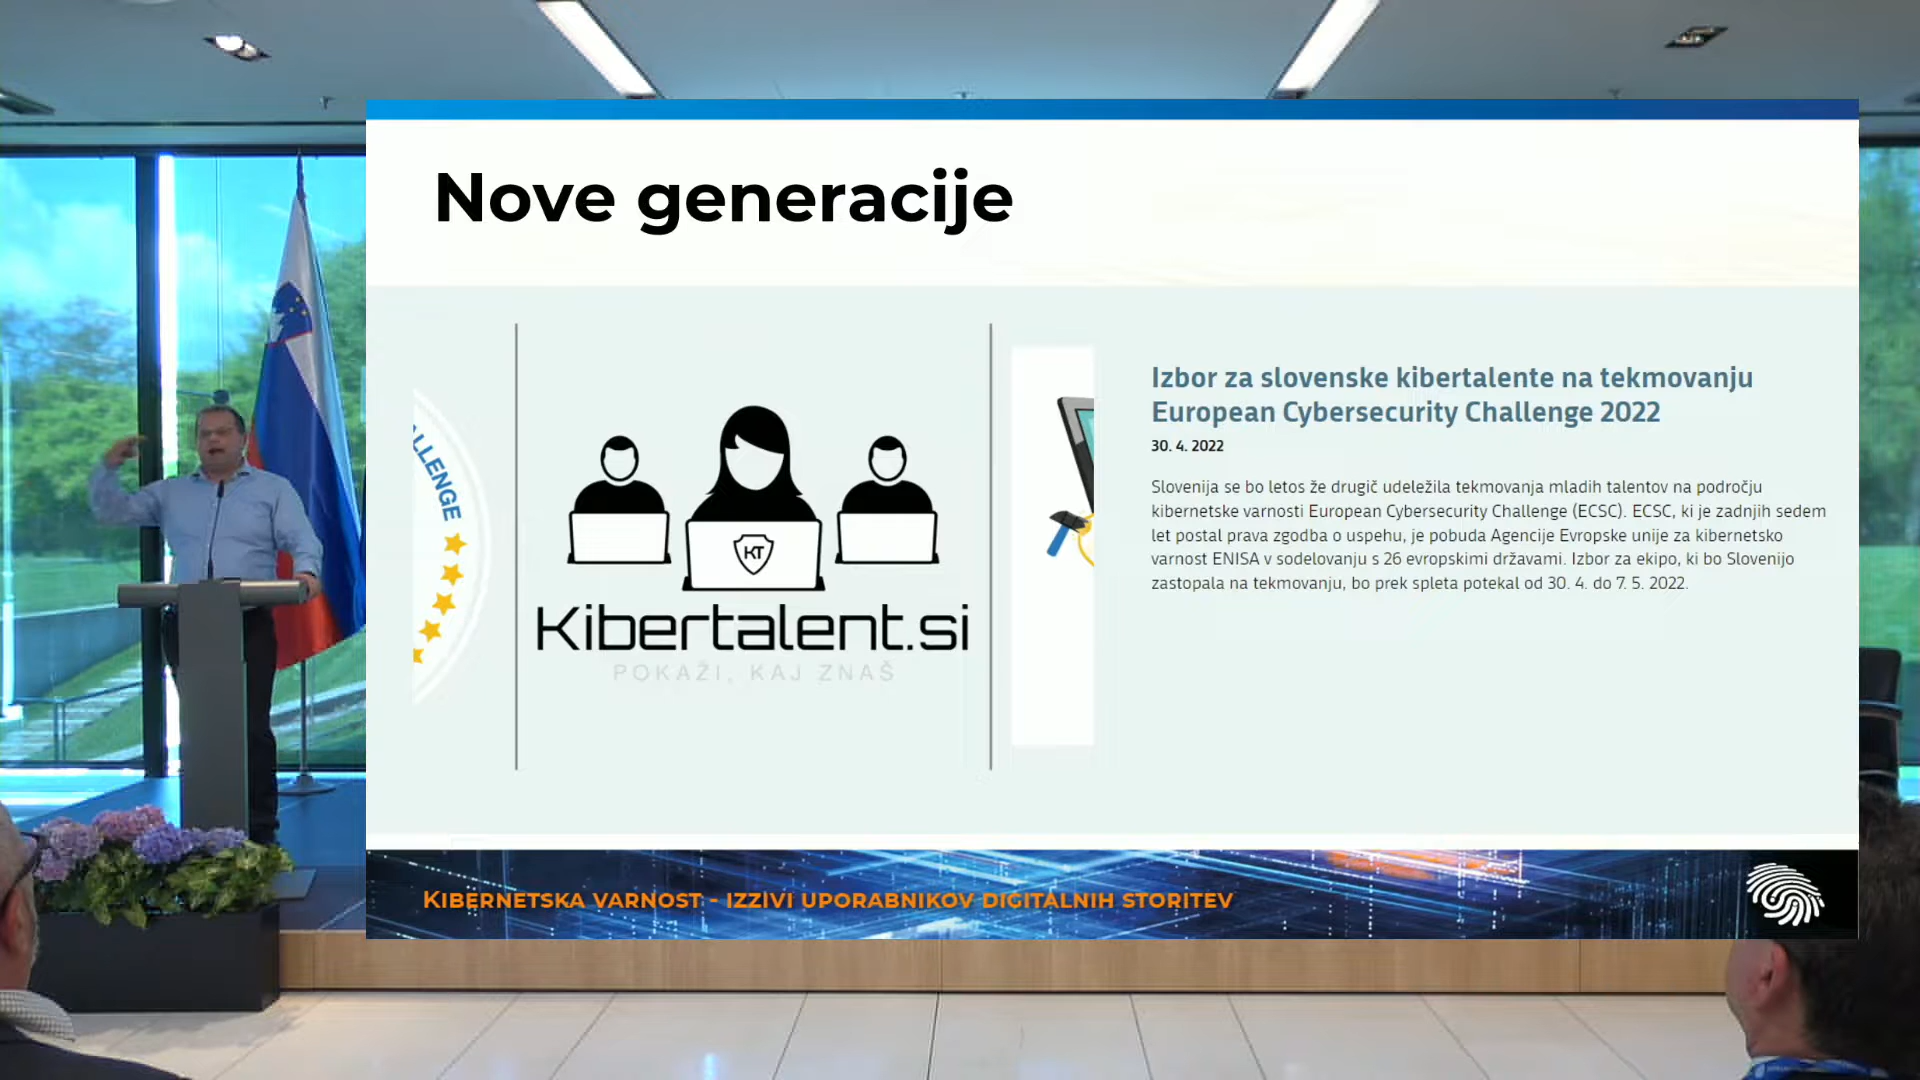 Nove generacije
LLENGE
KT
Kibertalent.si
POKAŽI, KAJ ZNAŠ
Izbor za slovenske kibertalente na tekmovanju
European Cybersecurity Challenge 2022
30. 4. 2022
Slovenija se bo letos že drugič udeležila tekmovanja mladih talentov na področju
kibernetske varnosti European Cybersecurity Challenge (ECSC). ECSC, ki je zadnjih sedem
let postal prava zgodba o uspehu, je pobuda Agencije Evropske unije za kibernetsko
varnost ENISA v sodelovanju s 26 evropskimi državami. Izbor za ekipo, ki bo Slovenijo
zastopala na tekmovanju, bo prek spleta potekal od 30. 4. do 7. 5. 2022.
KIBERNETSKA VARNOST - IZZIVI UPORABNIKOV DIGITALNIH STORITEV